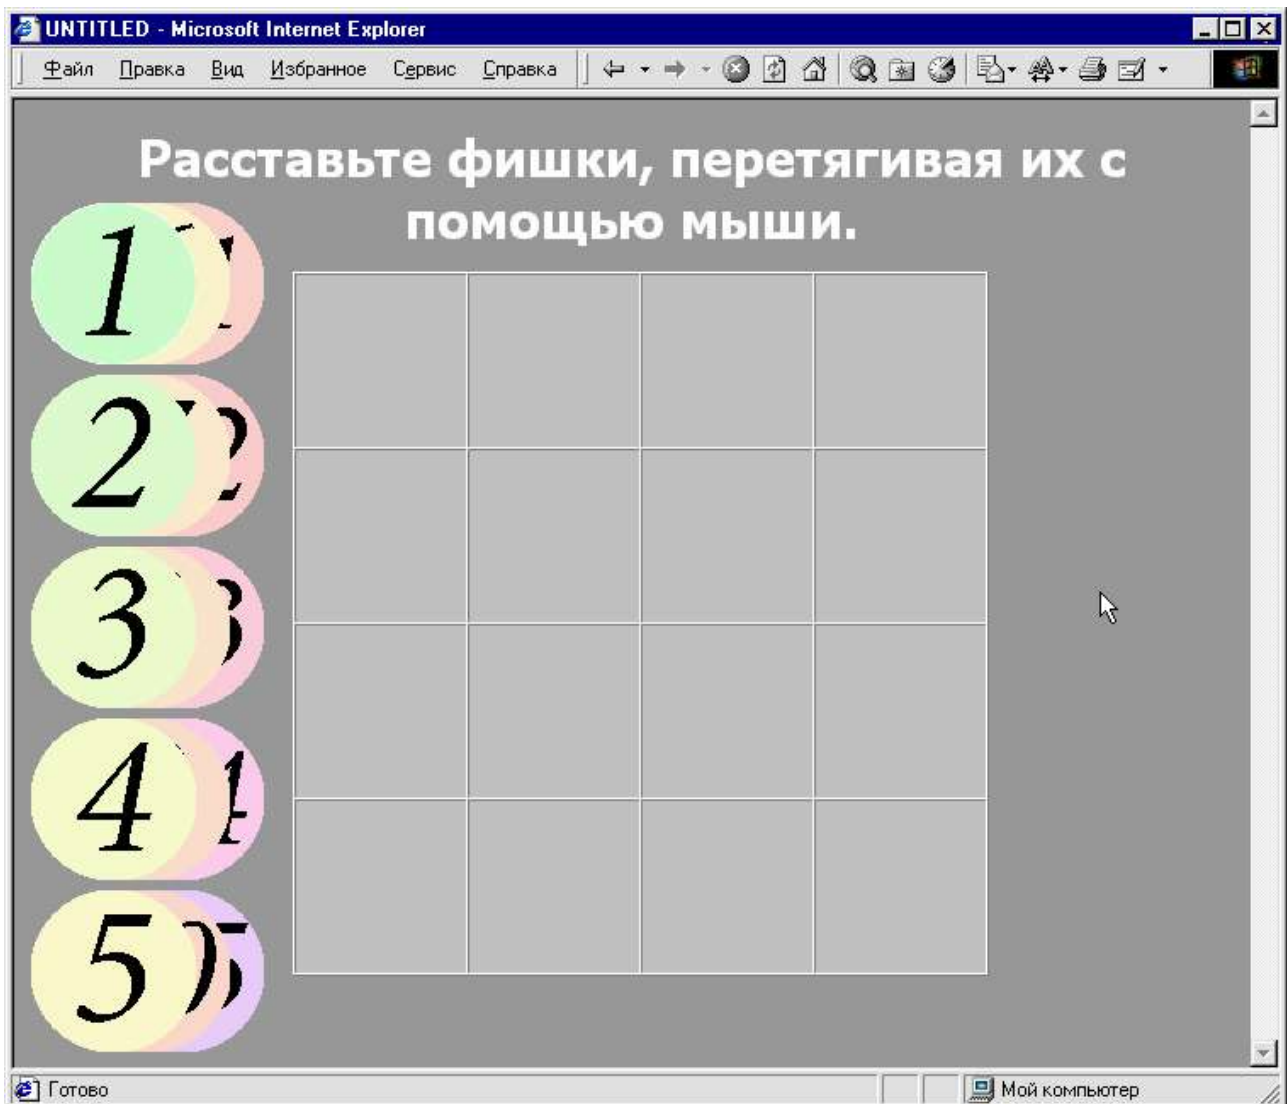 UNTITLED - Microsoft Internet Explorer
Файл Правка Вид Избранное Сервис Справка
Расставьте фишки, перетягивая их с
помощью мыши.
1
2
3
4
5
Готово
Мой компьютер